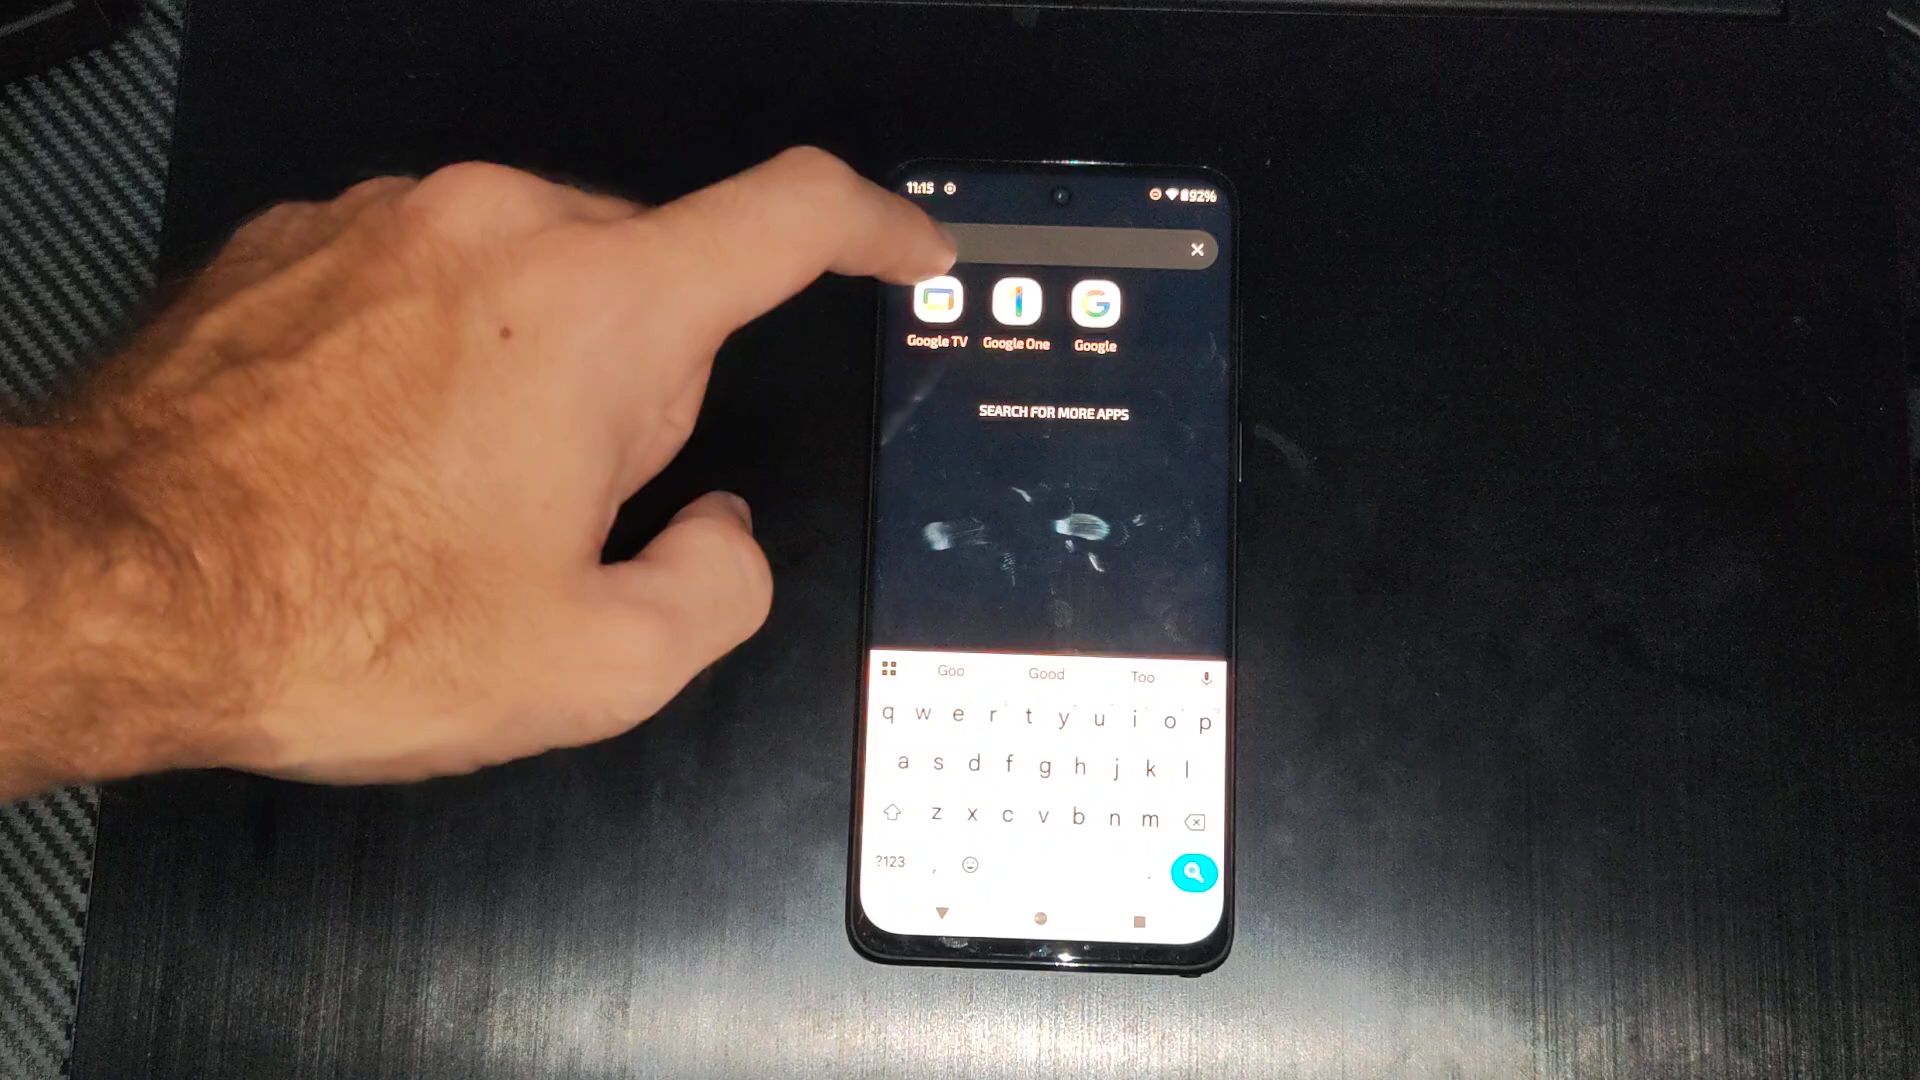 11:15 92%
Google TV Google One Google
SEARCH FOR MORE APPS
Goo Good Too
q w e r t y u i o p
a s d f g h j k l
z x c v b n m
?123 , .